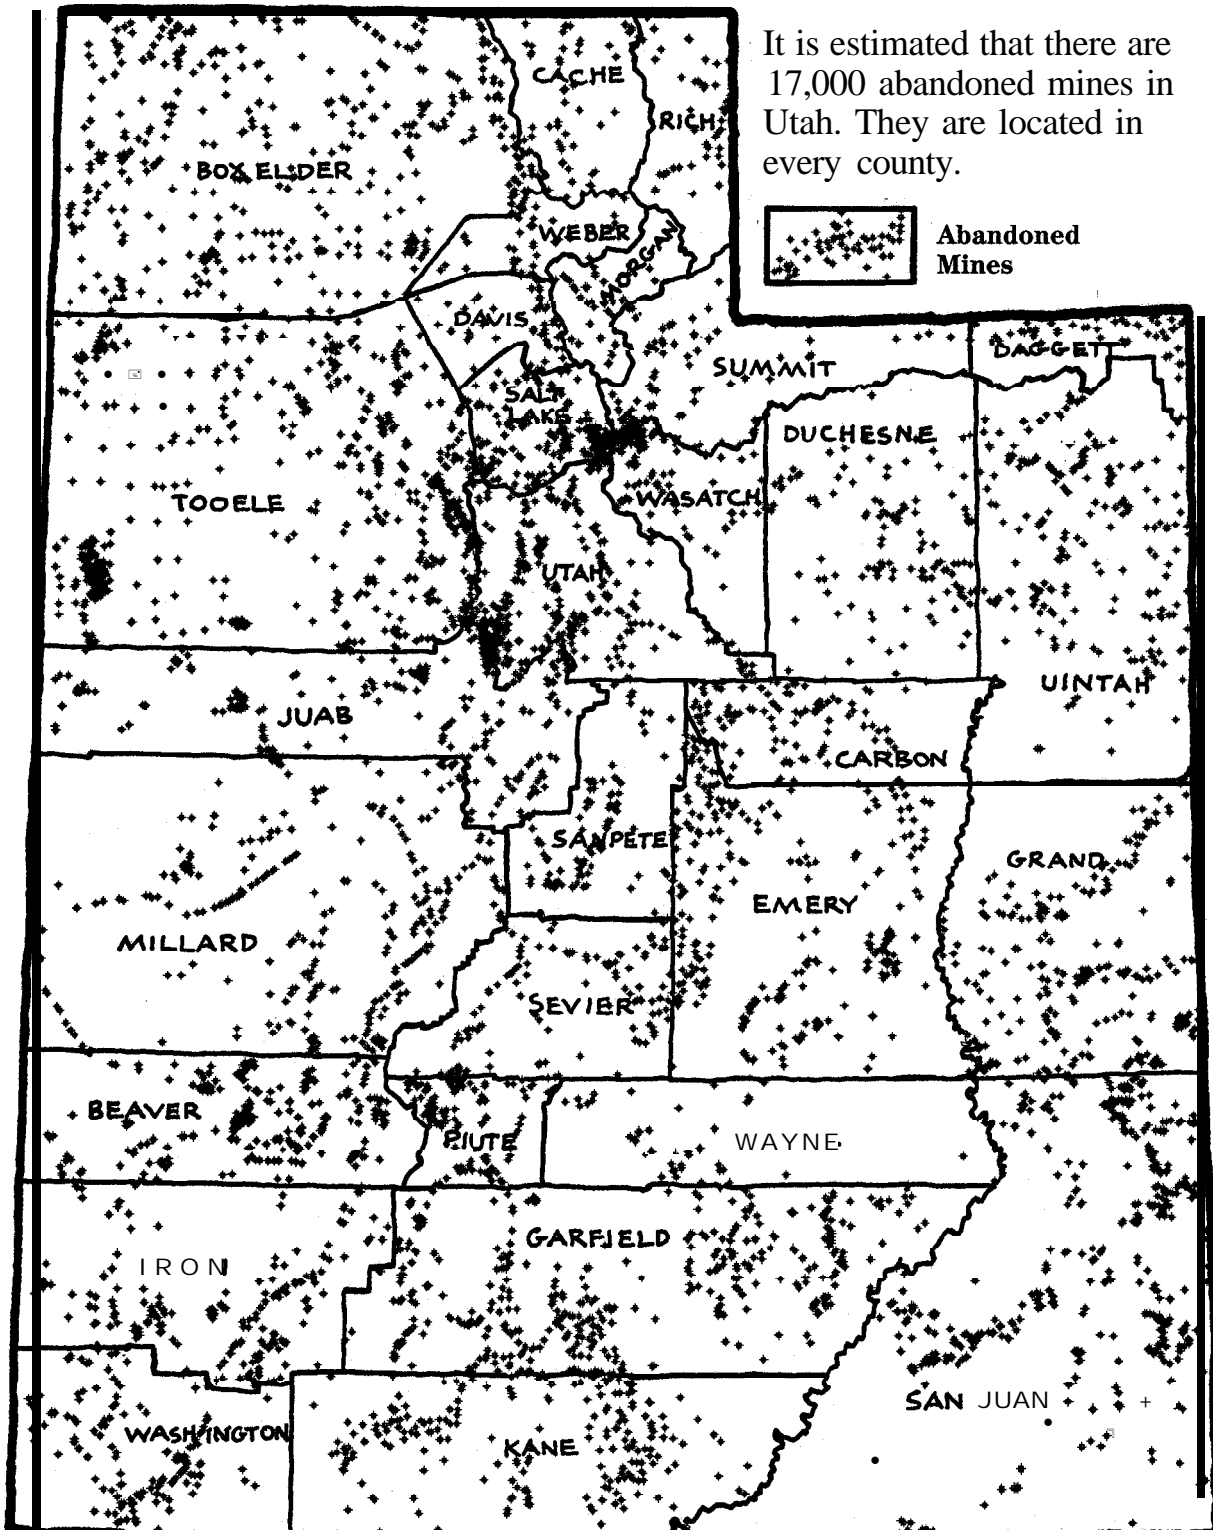 It is estimated that there are
17,000 abandoned mines in
Utah. They are located in
every county.
Abandoned
Mines
CACHE
RICH
BOX ELDER
WEBER
MORGAN
DAVIS
SUMMIT
DAGGETT
SALT
LAKE
DUCHESNE
TOOELE
WASATCH
UTAH
UINTAH
JUAB
CARBON
SANPETE
GRAND
EMERY
MILLARD
SEVIER
BEAVER
PIUTE
WAYNE
GARFIELD
IRON
SAN JUAN
WASHINGTON
KANE